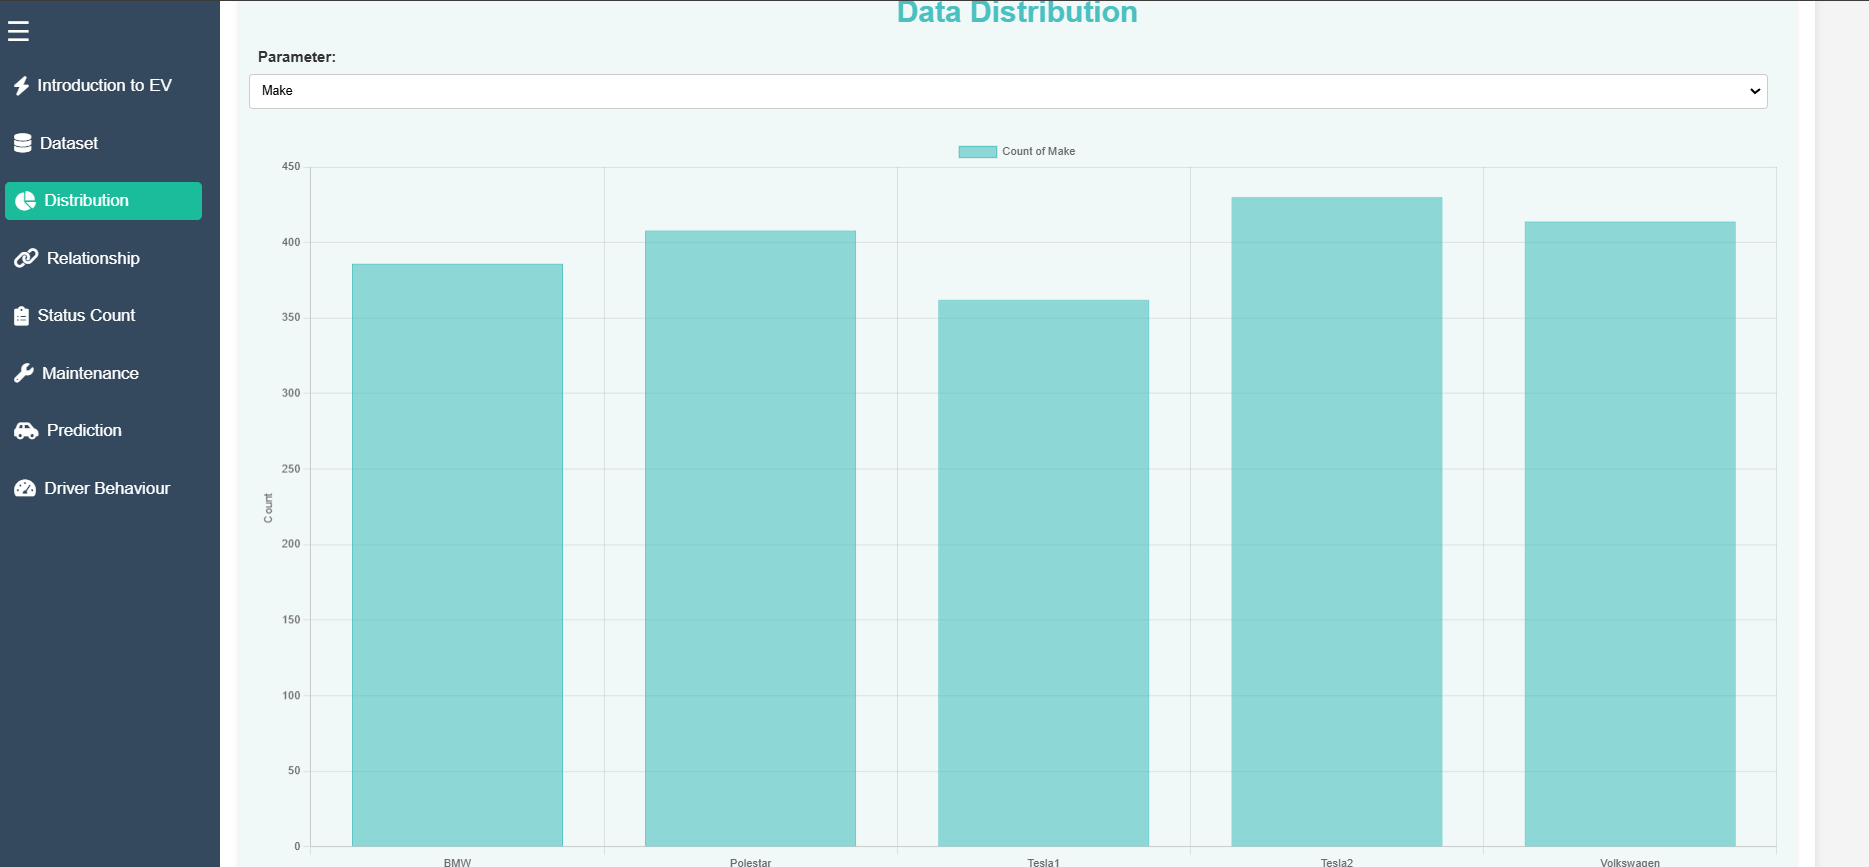 Data Distribution
Introduction to EV
Dataset
Distribution
Relationship
Status Count
Maintenance
Prediction
Driver Behaviour
Parameter:
Make
Count of Make
450
400
350
300
250
200
150
100
50
0
Count
BMW
Polestar
Tesla1
Tesla2
Volkswagen